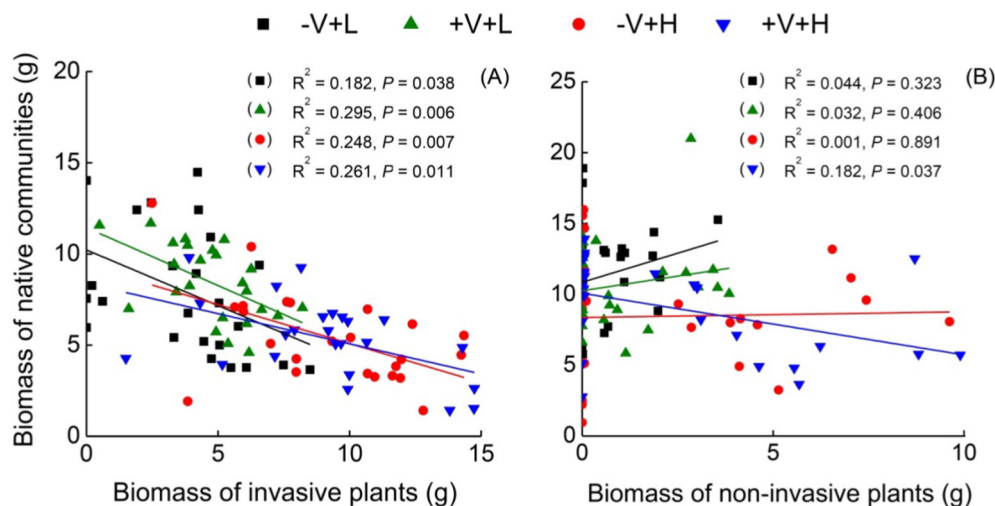 -V+L +V+L -V+H +V+H
Biomass of native communities (g)
20
15
10
5
0
(A)
( ) R² = 0.182, P = 0.038
( ) R² = 0.295, P = 0.006
( ) R² = 0.248, P = 0.007
( ) R² = 0.261, P = 0.011
0 5 10 15
Biomass of invasive plants (g)
25
20
15
10
5
0
(B)
( ) R² = 0.044, P = 0.323
( ) R² = 0.032, P = 0.406
( ) R² = 0.001, P = 0.891
( ) R² = 0.182, P = 0.037
0 5 10
Biomass of non-invasive plants (g)